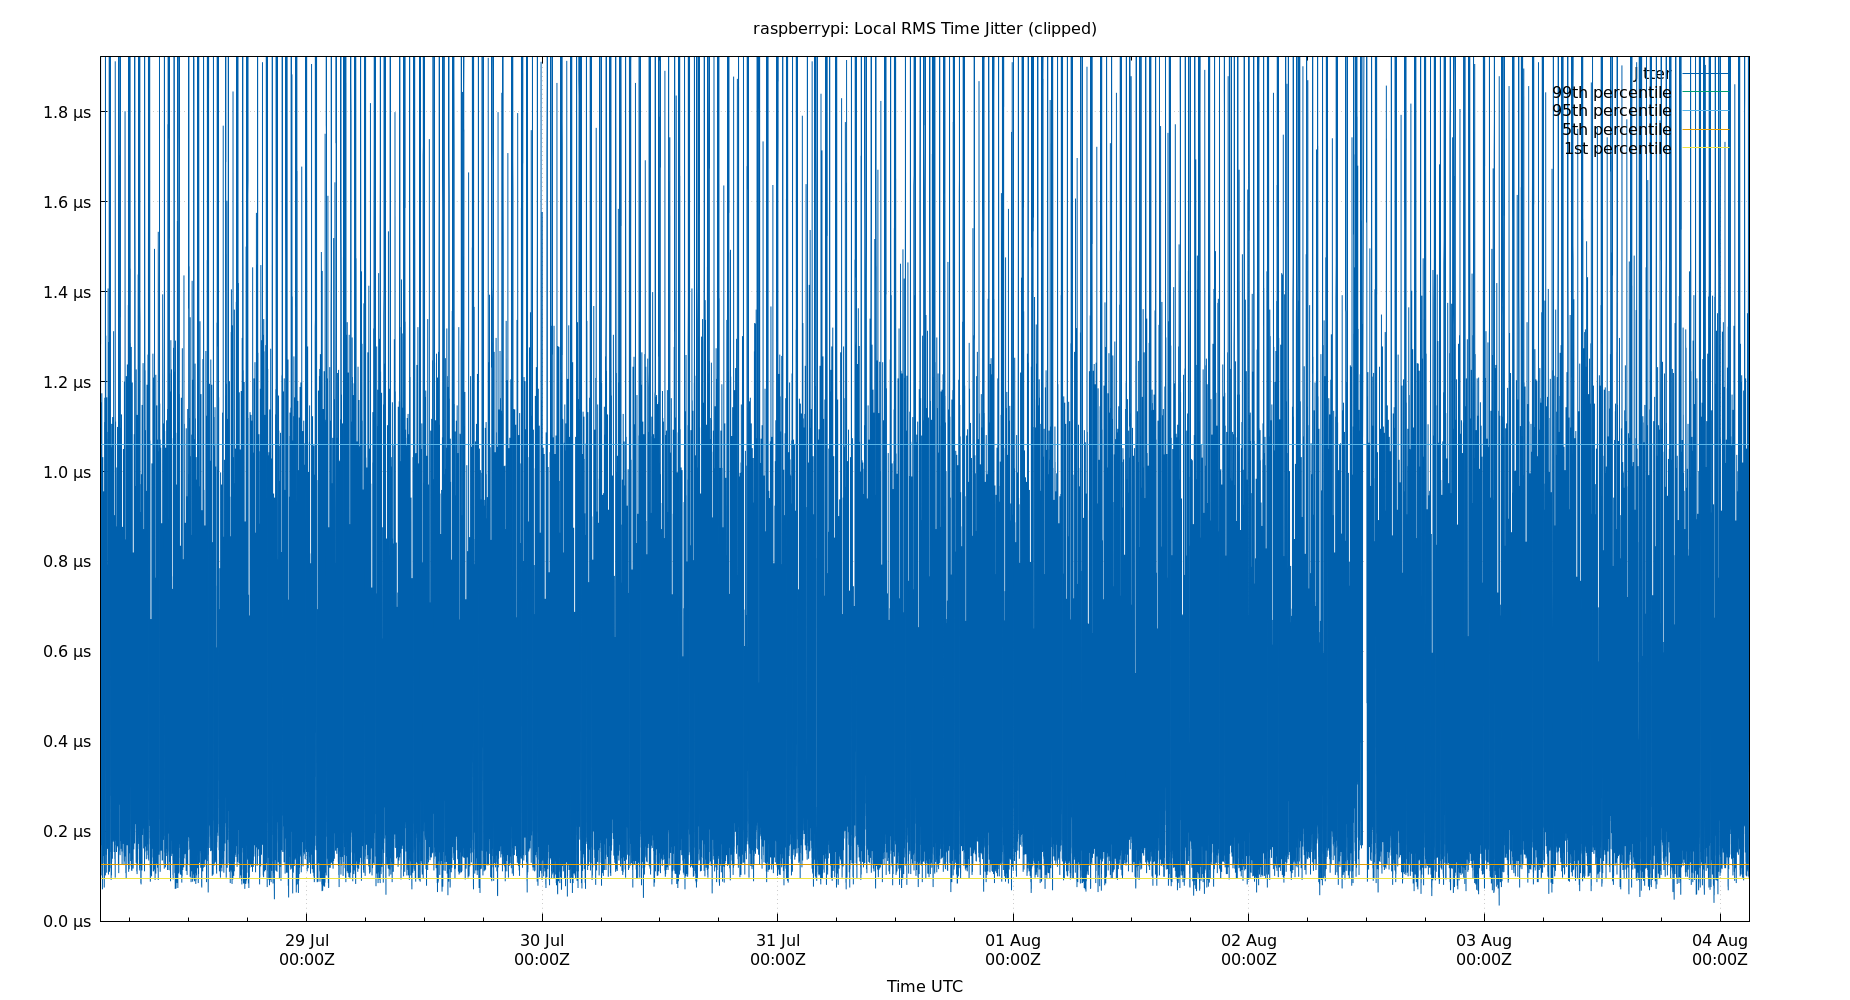 raspberrypi: Local RMS Time Jitter (clipped)
Jitter
99th percentile
95th percentile
5th percentile
1st percentile
1.8 µs
1.6 µs
1.4 µs
1.2 µs
1.0 µs
0.8 µs
0.6 µs
0.4 µs
0.2 µs
0.0 µs
29 Jul 30 Jul 31 Jul 01 Aug 02 Aug 03 Aug 04 Aug
00:00Z 00:00Z 00:00Z 00:00Z 00:00Z 00:00Z 00:00Z
Time UTC